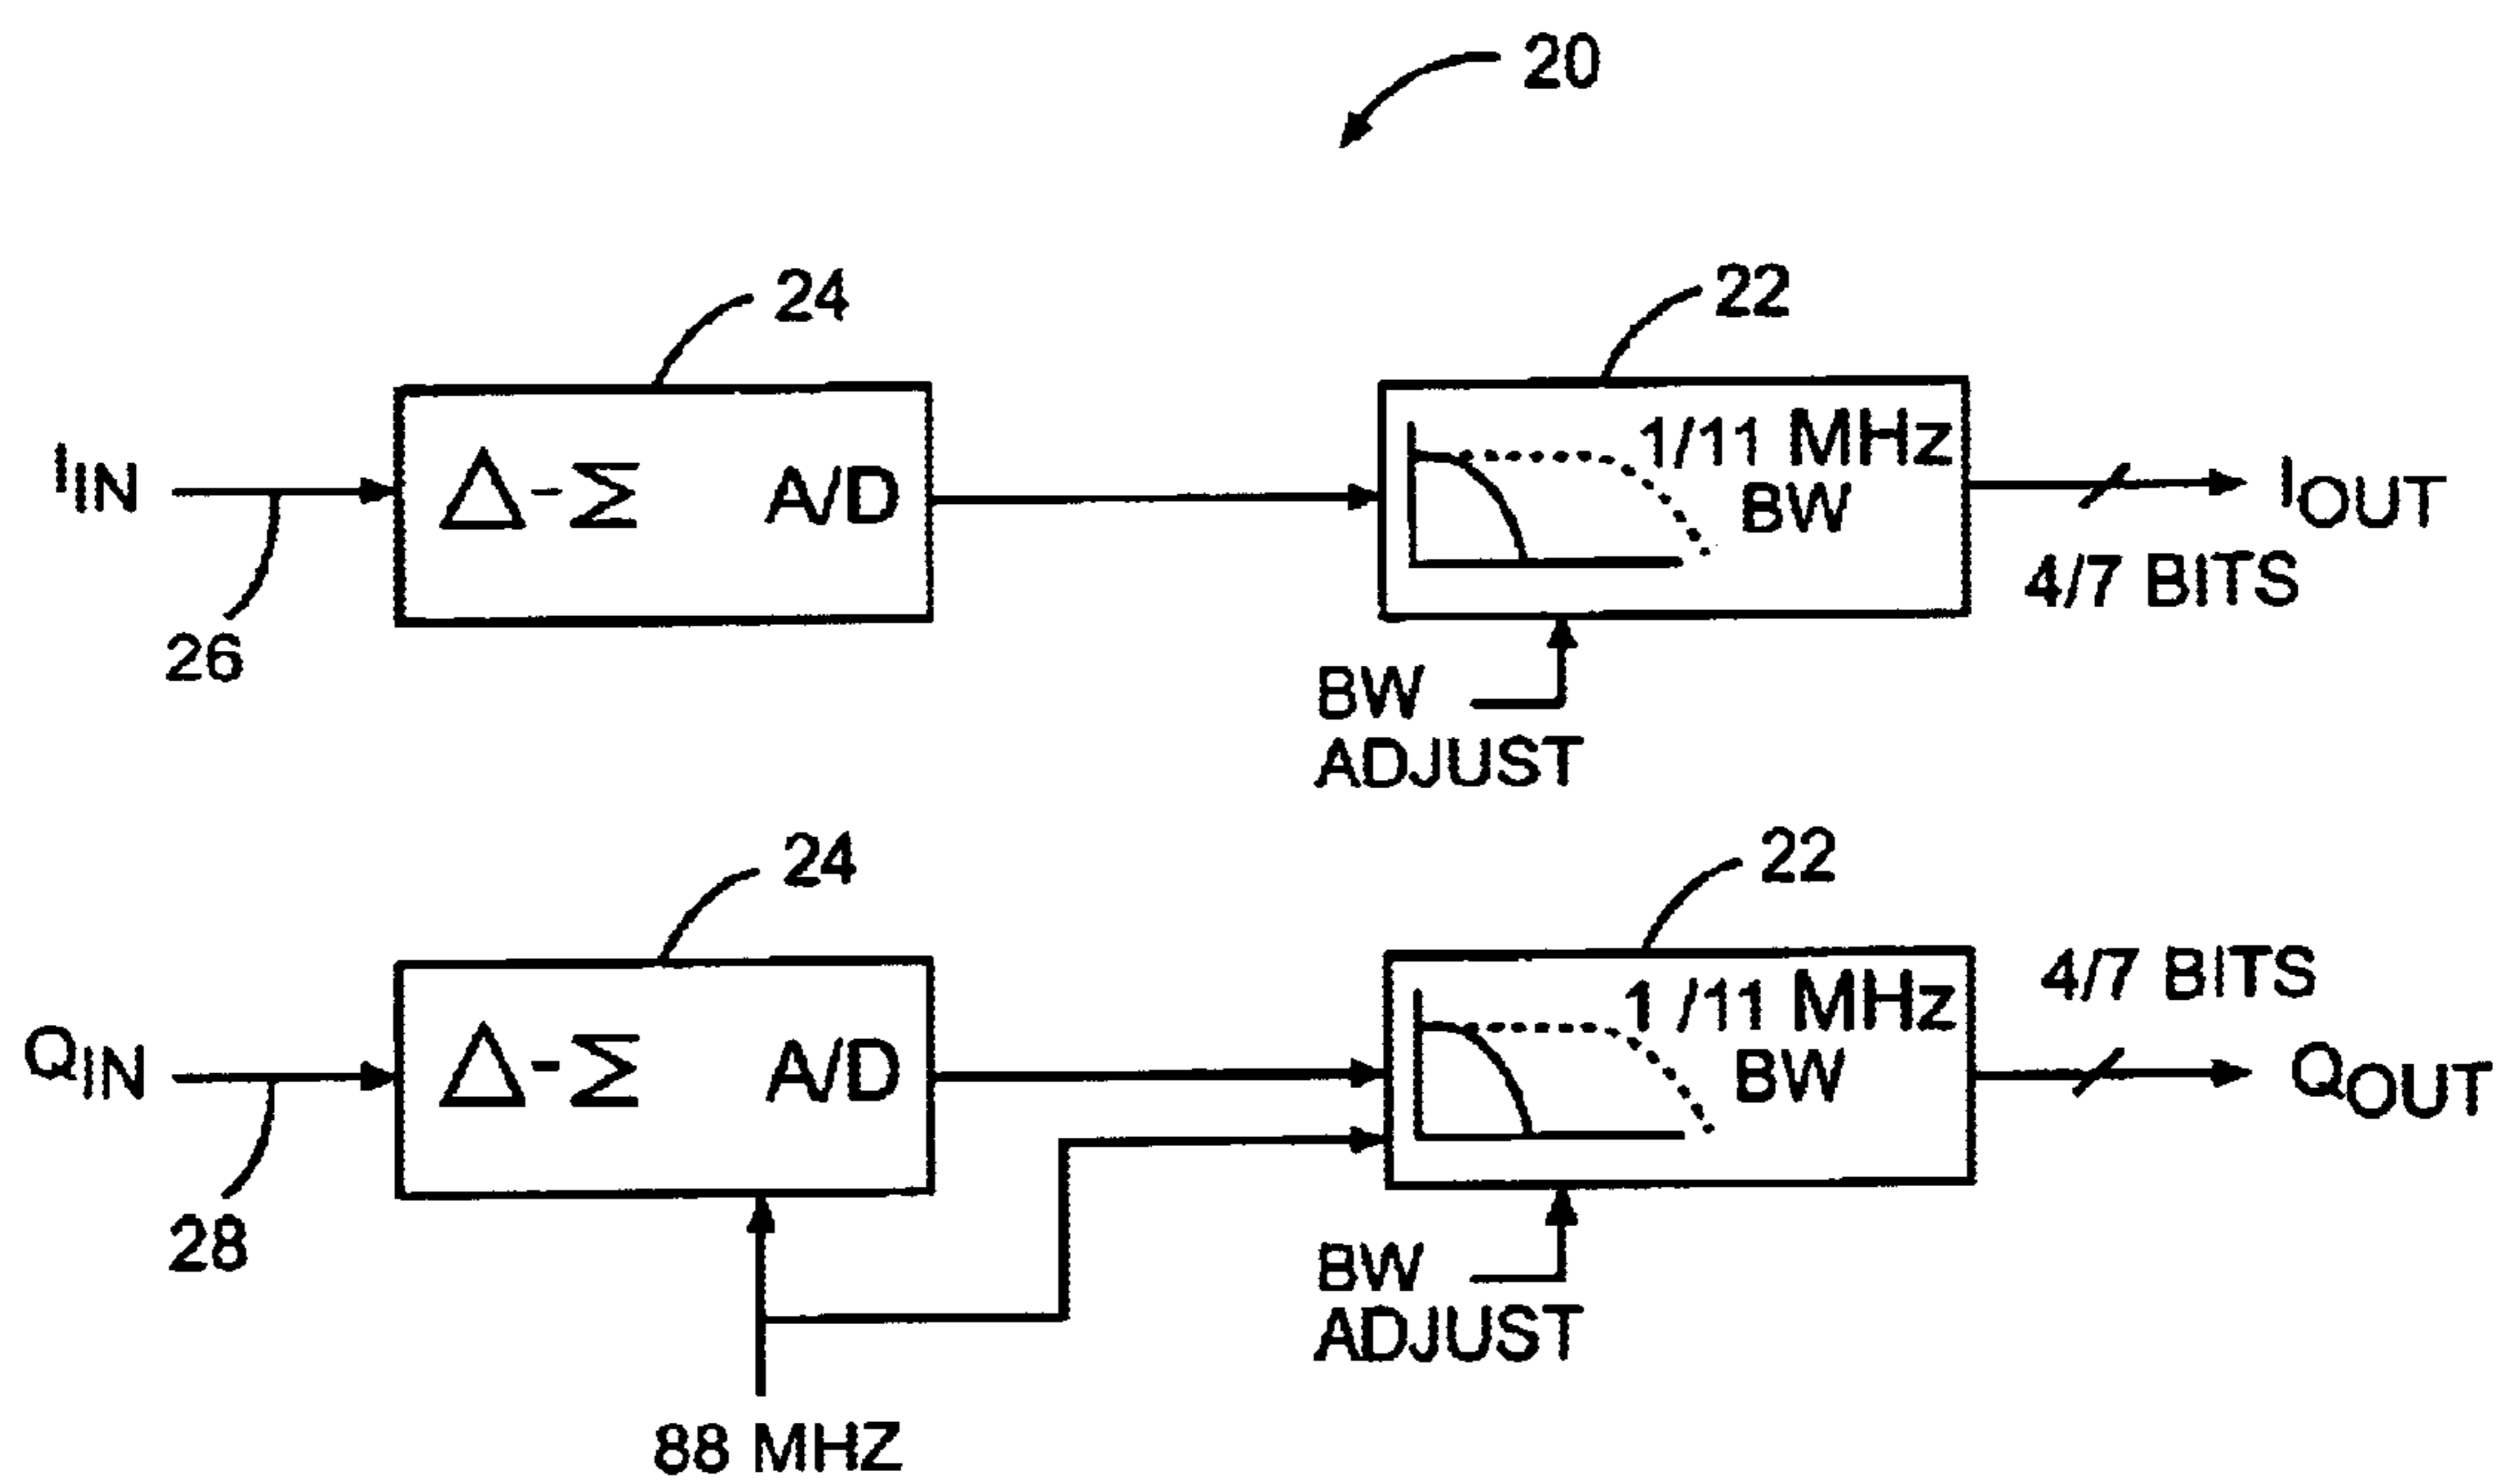 20
24
22
IIN
Δ-Σ A/D
1/11 MHz
BW
IOUT
4/7 BITS
26
BW
ADJUST
24
22
QIN
Δ-Σ A/D
1/11 MHz
BW
4/7 BITS
QOUT
28
BW
ADJUST
88 MHZ